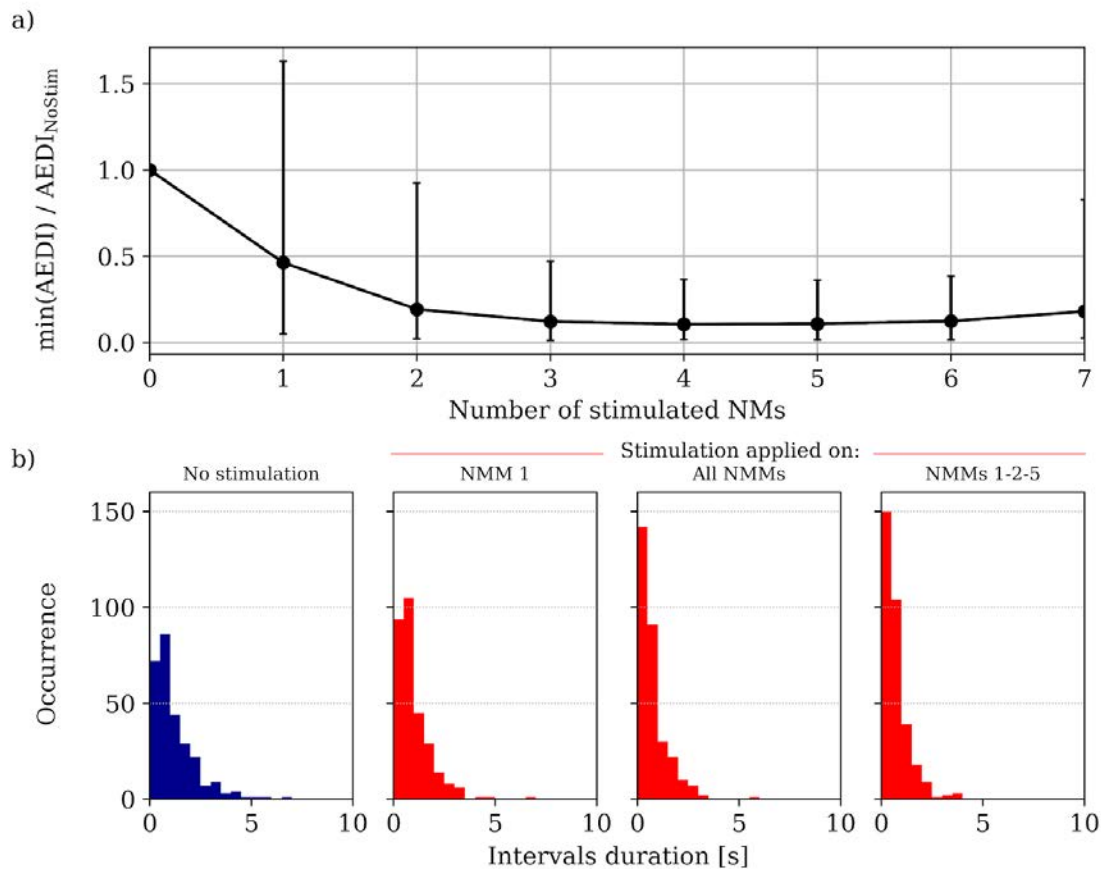 a)
min(AEDI) / AEDI_NoStim
1.5
1.0
0.5
0.0
0 1 2 3 4 5 6 7
Number of stimulated NMs
b)
Stimulation applied on:
No stimulation NMM 1 All NMMs NMMs 1-2-5
Occurrence
150
100
50
0
0 5 10 0 5 10 0 5 10 0 5 10
Intervals duration [s]